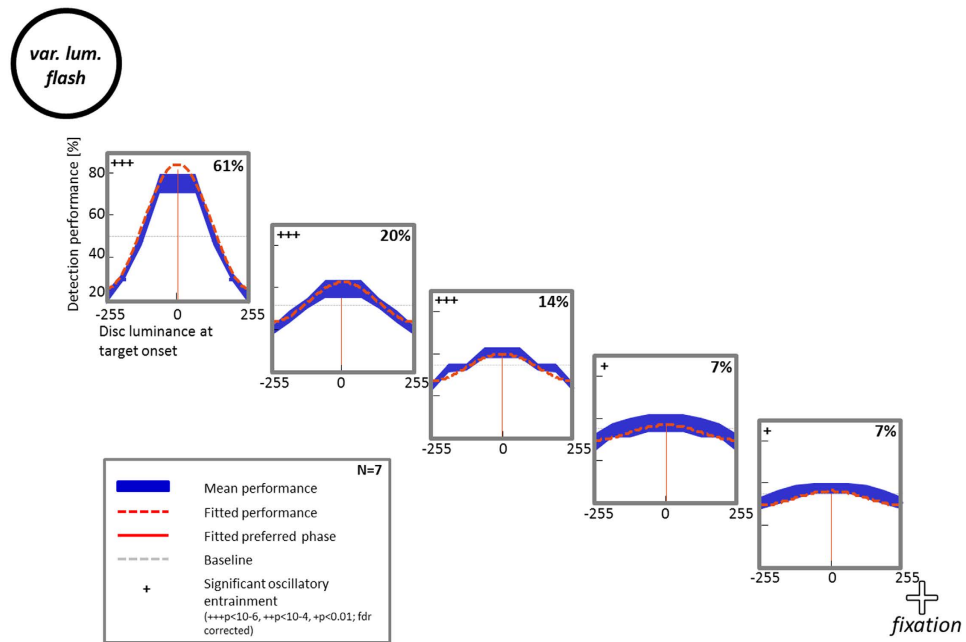 var. lum.
flash
Detection performance [%]
80
60
40
20
+++
61%
-255
0
255
Disc luminance at
target onset
+++
20%
-255
0
255
+++
14%
-255
0
255
+
7%
-255
0
255
+
7%
-255
0
255
fixation
N=7
Mean performance
Fitted performance
Fitted preferred phase
Baseline
+
Significant oscillatory
entrainment
(+++p<10-6, ++p<10-4, +p<0.01; fdr
corrected)